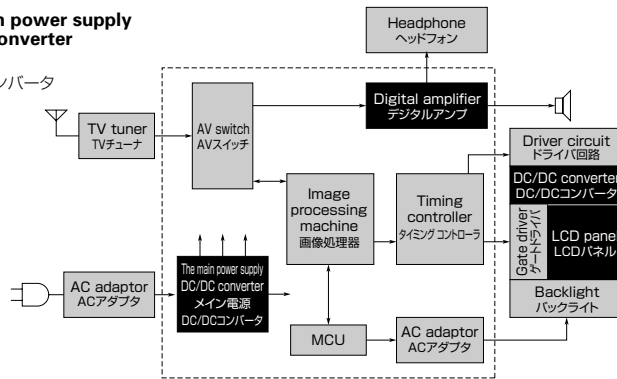 n power supply
onverter
ンバータ
Headphone
ヘッドフォン
TV tuner
TVチューナ
AV switch
AVスイッチ
Digital amplifier
デジタルアンプ
Driver circuit
ドライバ回路
DC/DC converter
DC/DCコンバータ
Image
processing
machine
画像処理器
Timing
controller
タイミング コントローラ
Gate driver
ゲートドライバ
LCD panel
LCDパネル
AC adaptor
ACアダプタ
The main power supply
DC/DC converter
メイン電源
DC/DCコンバータ
Backlight
バックライト
MCU
AC adaptor
ACアダプタ